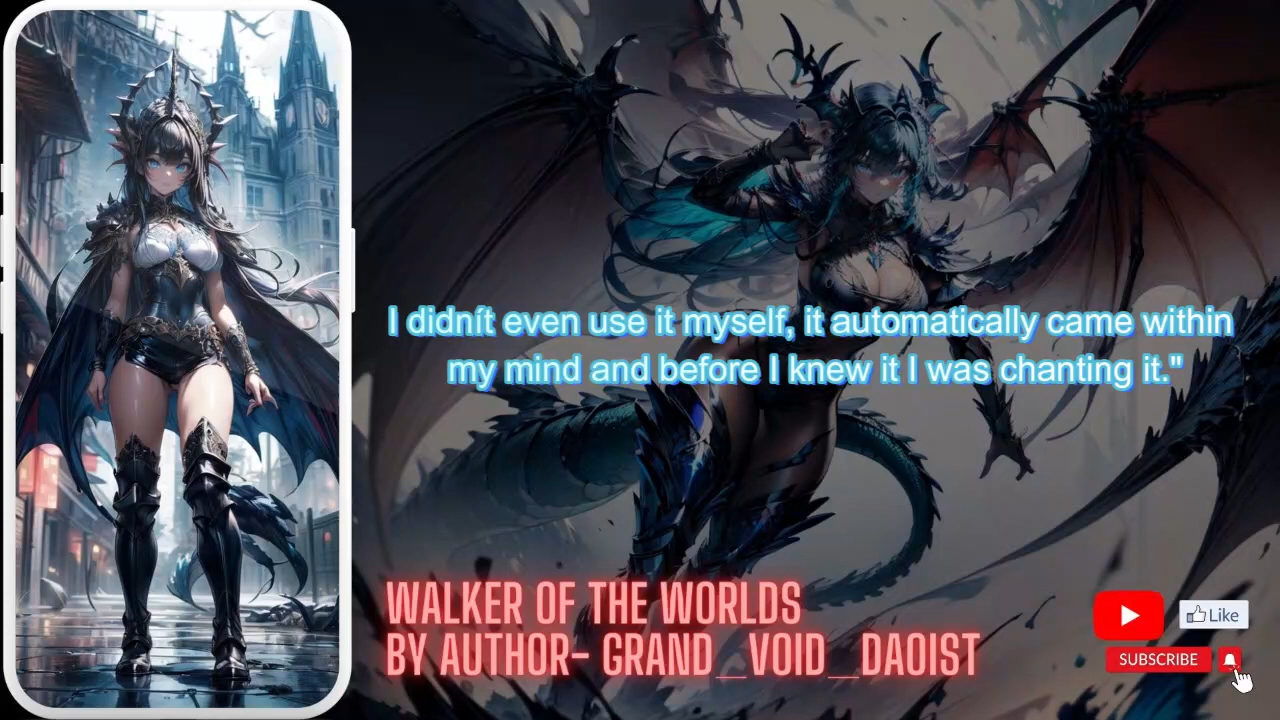 I didnít even use it myself, it automatically came within
my mind and before I knew it I was chanting it."
WALKER OF THE WORLDS
BY AUTHOR- GRAND_VOID_DAOIST
Like
SUBSCRIBE